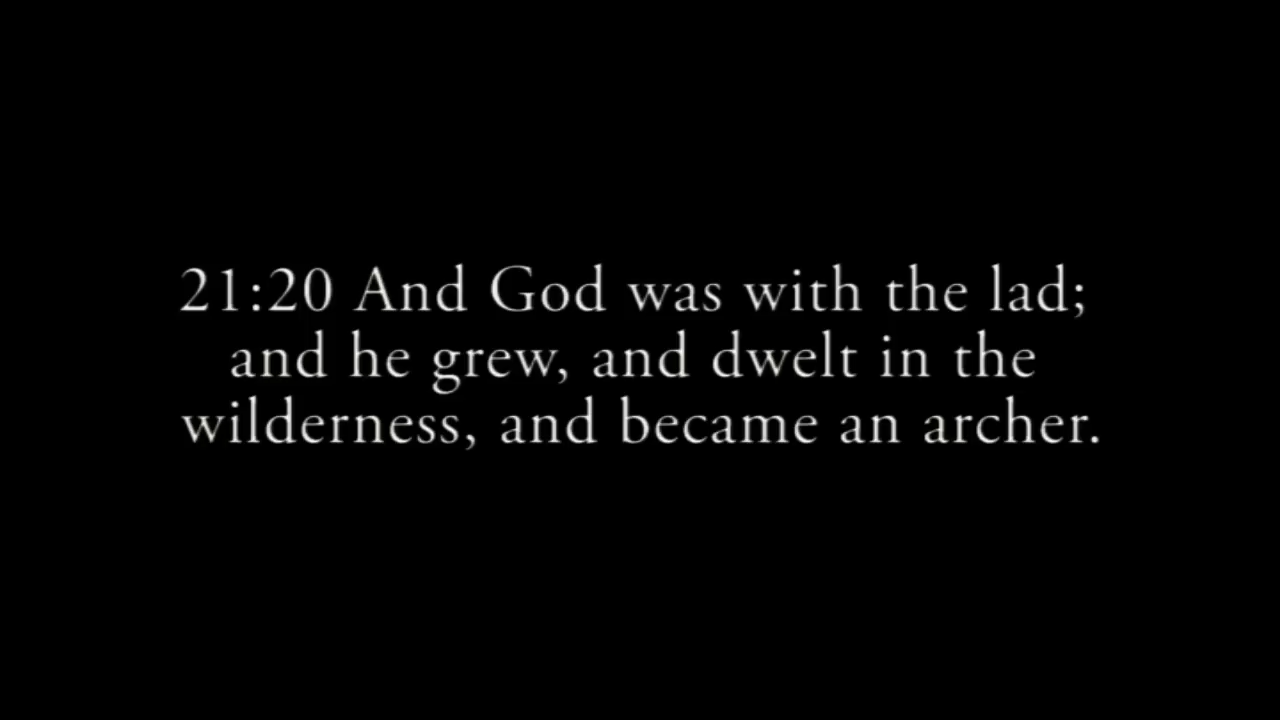 21:20 And God was with the lad;
and he grew, and dwelt in the
wilderness, and became an archer.